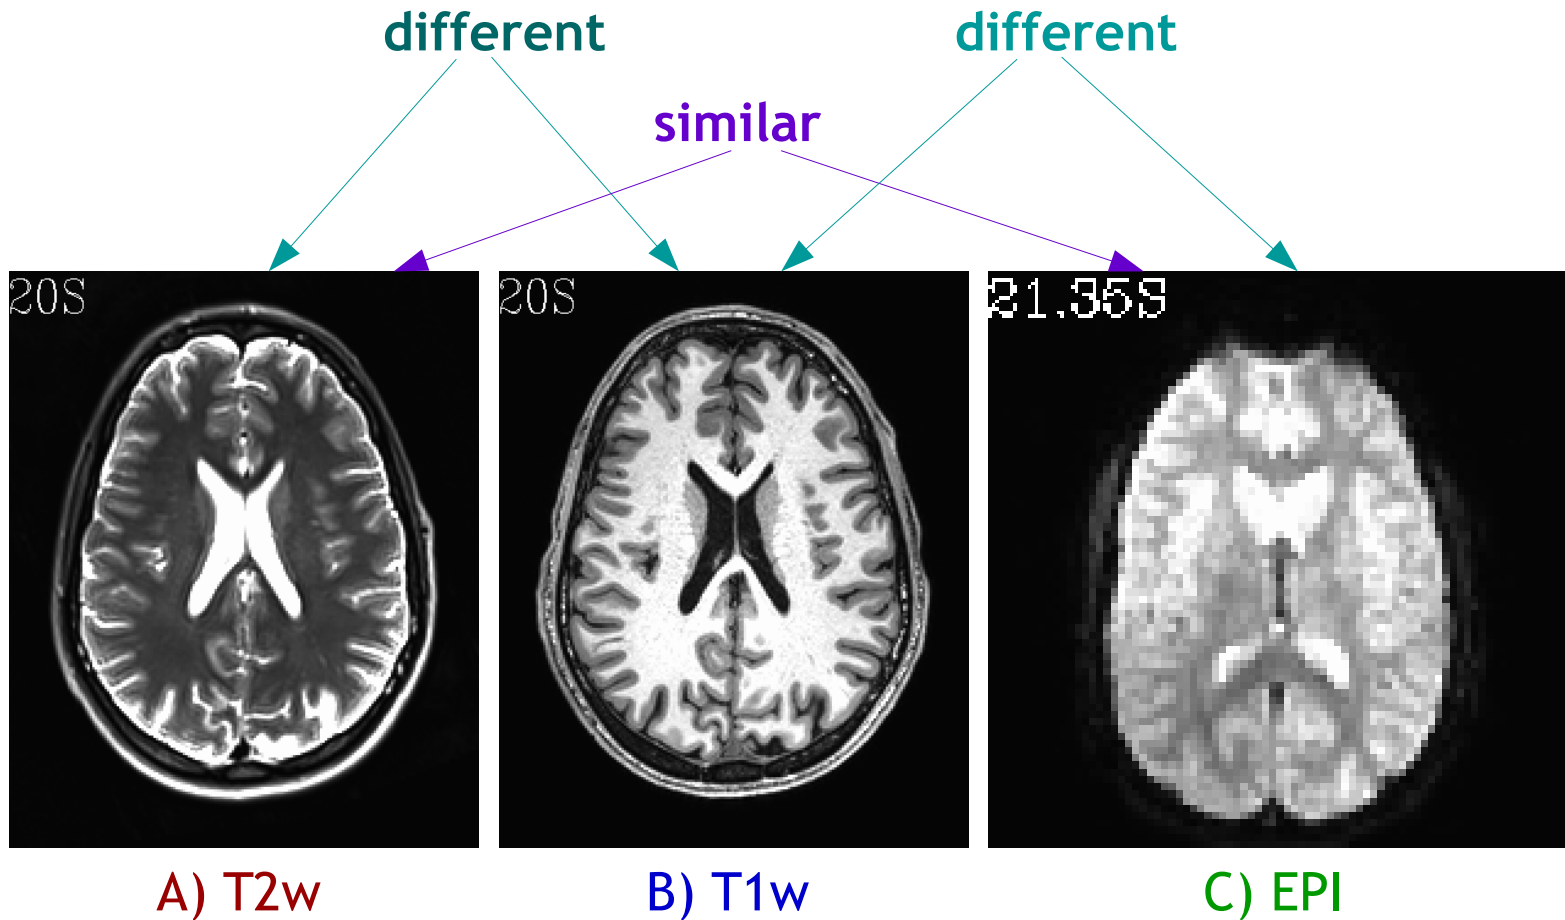 different
different
similar
20S
20S
21.35S
A) T2w
B) T1w
C) EPI